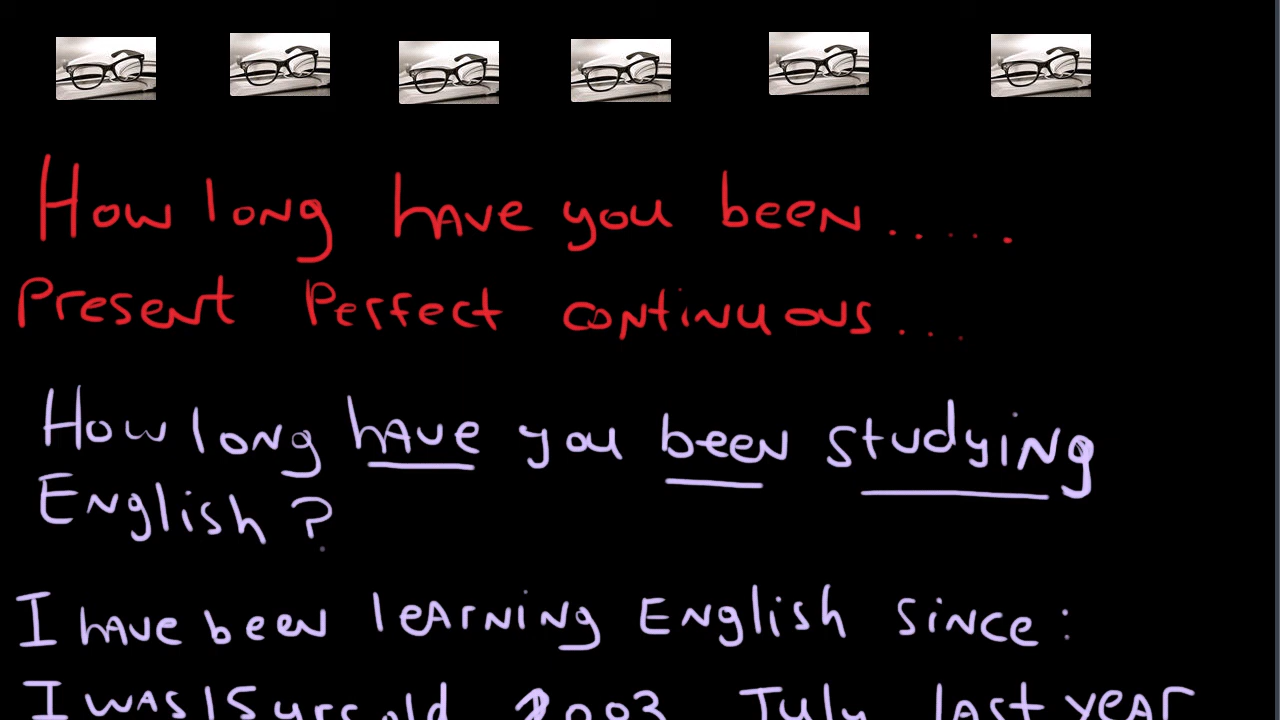 How long have you been.....
Present Perfect continuous...
How long have you been studying
English?
I have been learning English since:
I was 15 yrs old 2003 July last year